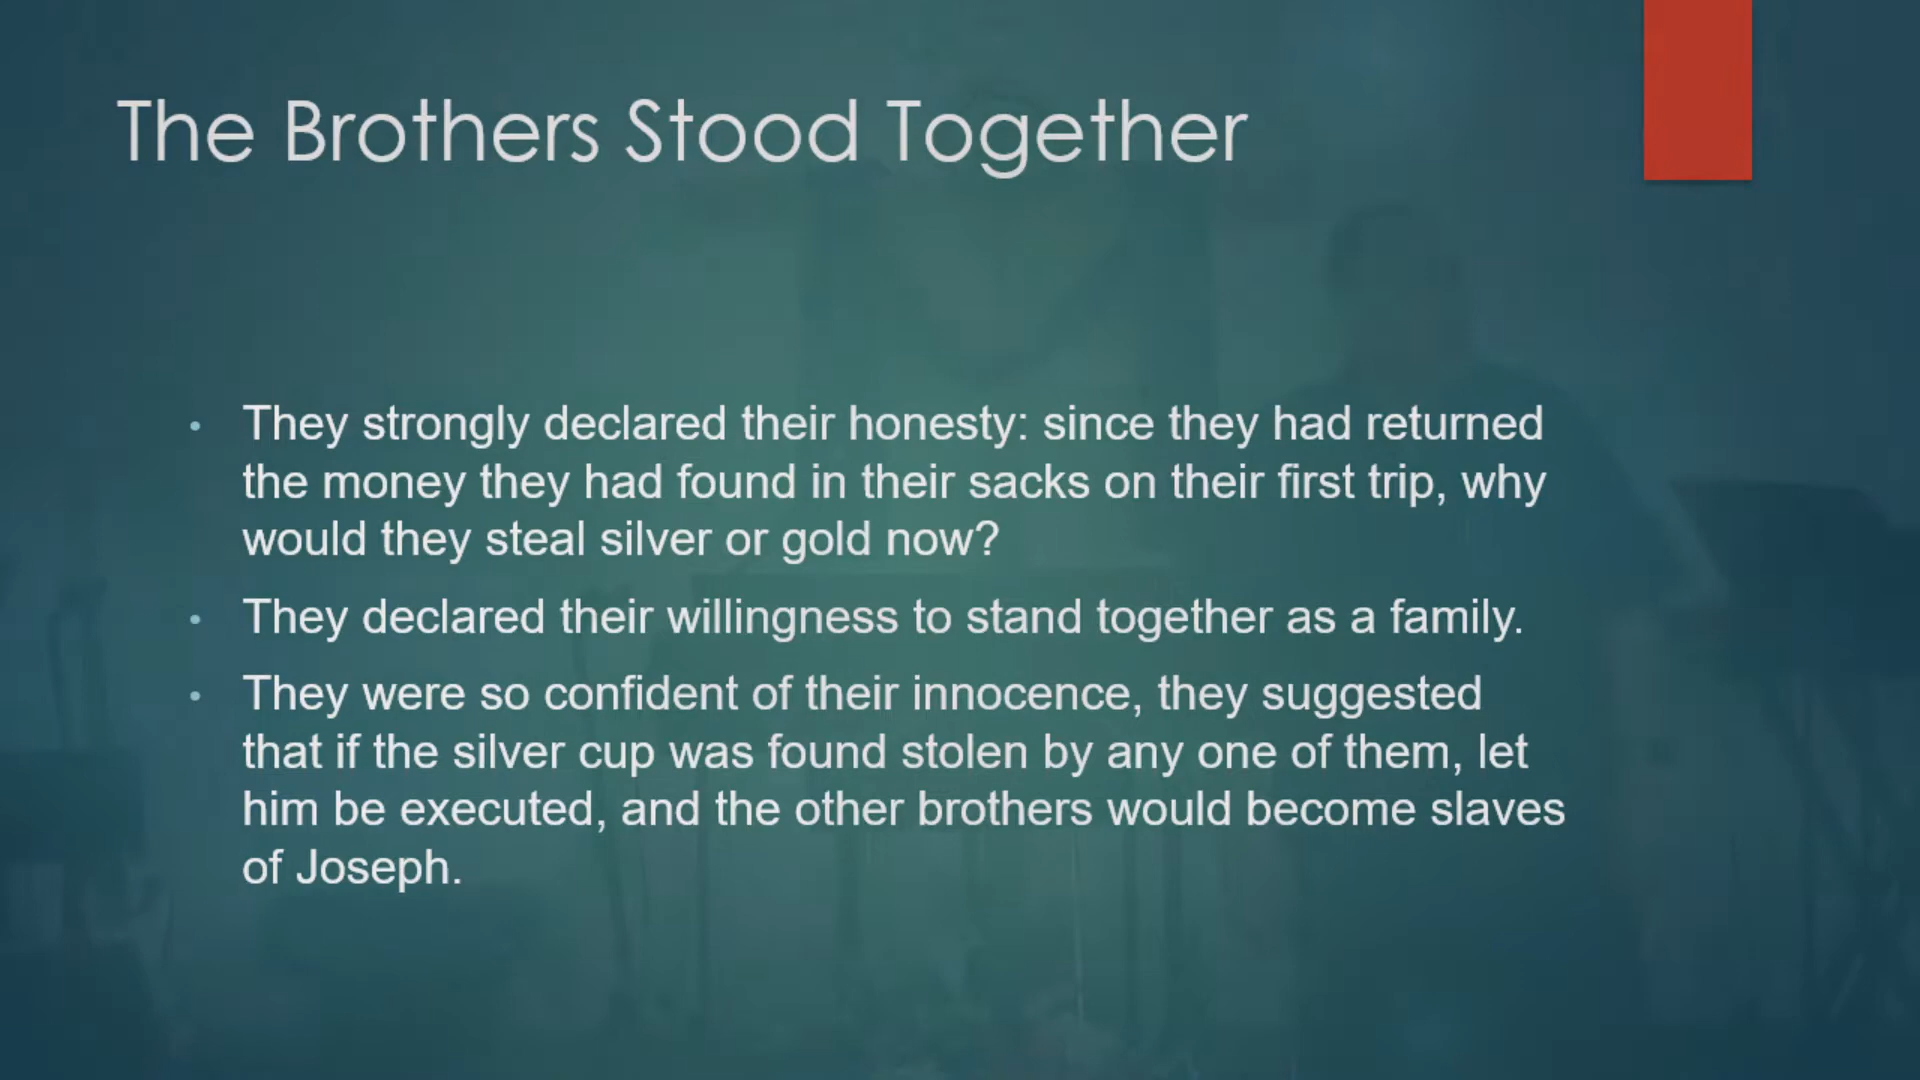 The Brothers Stood Together
• They strongly declared their honesty: since they had returned
the money they had found in their sacks on their first trip, why
would they steal silver or gold now?
• They declared their willingness to stand together as a family.
• They were so confident of their innocence, they suggested
that if the silver cup was found stolen by any one of them, let
him be executed, and the other brothers would become slaves
of Joseph.